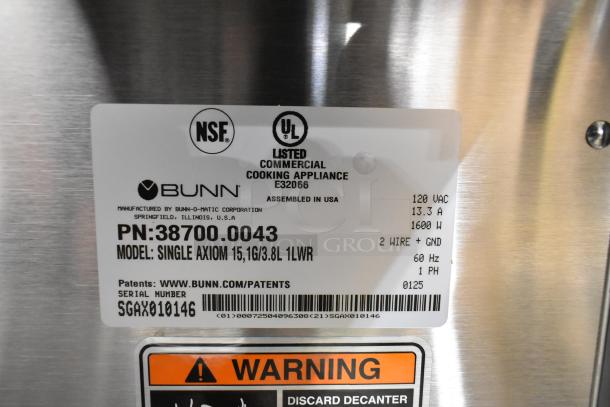 NSF.
UL
LISTED
COMMERCIAL
COOKING APPLIANCE
E32066
BUNN
ASSEMBLED IN USA
MANUFACTURED BY BUNN-O-MATIC CORPORATION
SPRINGFIELD, ILLINOIS, U.S.A
120 VAC
13.3 A
1600 W
2 WIRE + GND
60 Hz
1 PH
0125
PN:38700.0043
MODEL: SINGLE AXIOM 15,1G/3.8L 1LWR
Patents: WWW.BUNN.COM/PATENTS
SERIAL NUMBER
SGAX010146
(01)00072504096308(21)SGAX010146
WARNING
DISCARD DECANTER